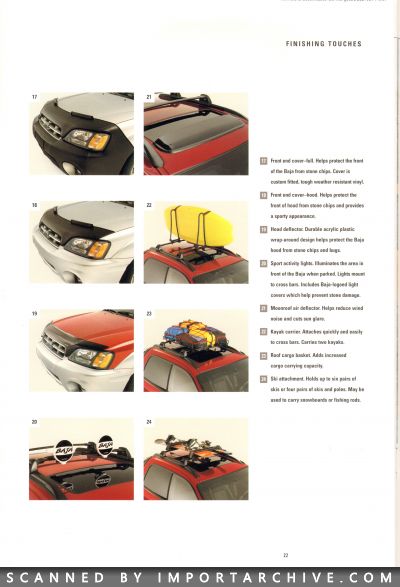 FINISHING TOUCHES
17
21
18
22
19
23
20
24
BAJA
BAJA
17 Front end cover–full. Helps protect the front
of the Baja from stone chips. Cover is
custom fitted, tough weather resistant vinyl.
18 Front end cover–hood. Helps protect the
front of hood from stone chips and provides
a sporty appearance.
19 Hood deflector. Durable acrylic plastic
wrap-around design helps protect the Baja
hood from stone chips and bugs.
20 Sport activity lights. Illuminates the area in
front of the Baja when parked. Lights mount
to cross bars. Includes Baja-logoed light
covers which help prevent stone damage.
21 Moonroof air deflector. Helps reduce wind
noise and cuts sun glare.
22 Kayak carrier. Attaches quickly and easily
to cross bars. Carries two kayaks.
23 Roof cargo basket. Adds increased
cargo carrying capacity.
24 Ski attachment. Holds up to six pairs of
skis or four pairs of skis and poles. May be
used to carry snowboards or fishing rods.
22
SCANNED BY IMPORTARCHIVE.COM